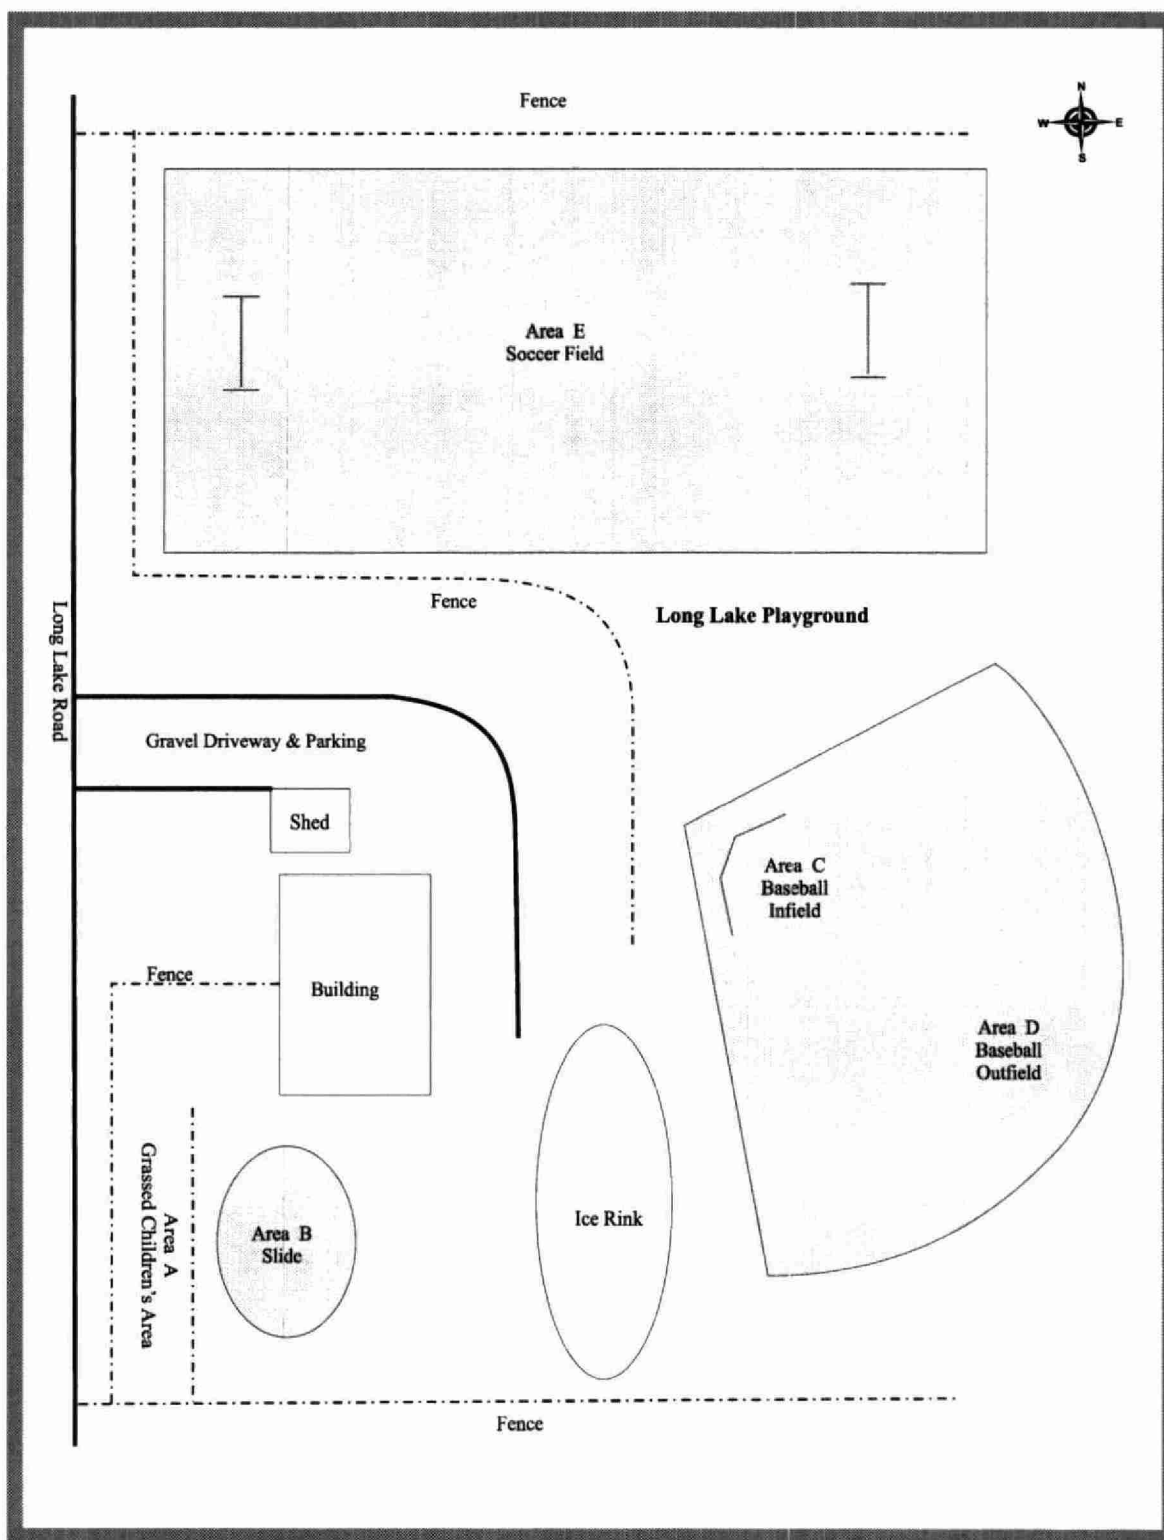 Fence
N
W E
S
Area E
Soccer Field
Fence
Long Lake Playground
Long Lake Road
Gravel Driveway & Parking
Shed
Area C
Baseball
Infield
Fence
Building
Area D
Baseball
Outfield
Area A
Grassed Children's Area
Area B
Slide
Ice Rink
Fence